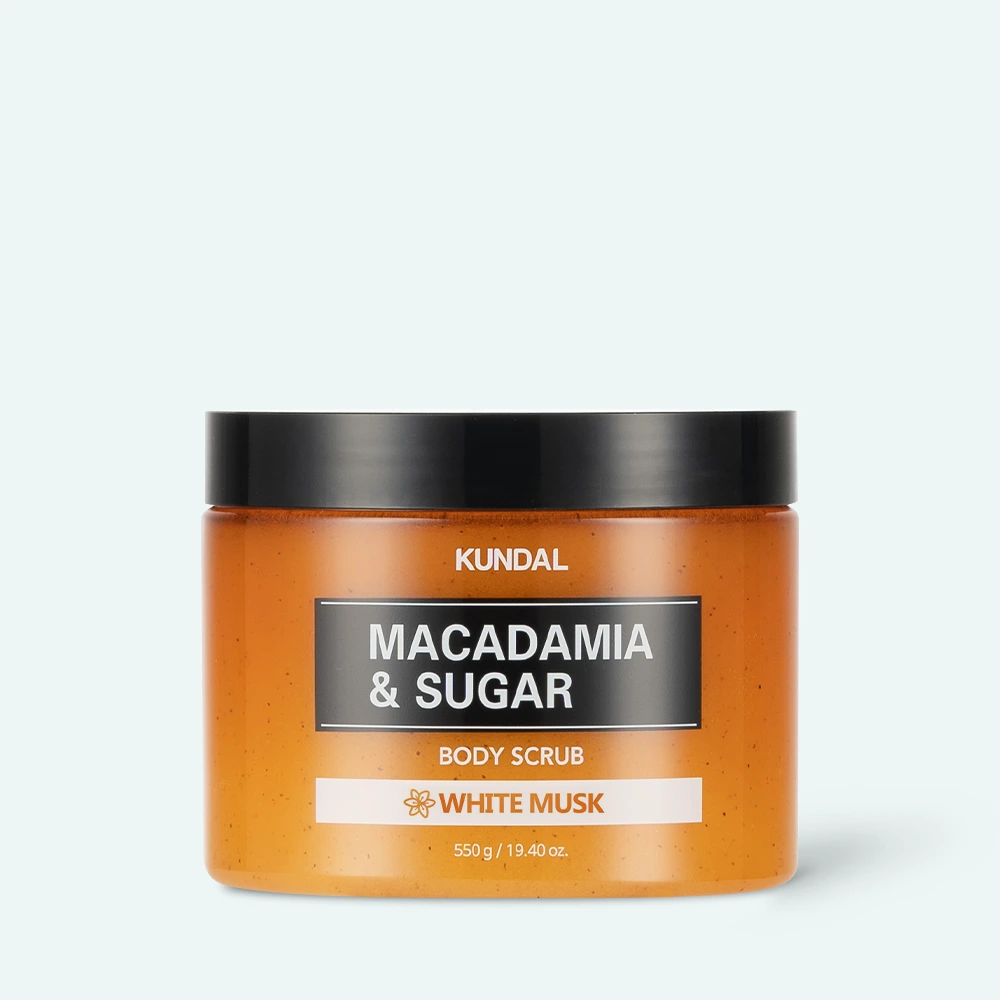 KUNDAL
MACADAMIA
& SUGAR
BODY SCRUB
WHITE MUSK
550 g / 19.40 oz.